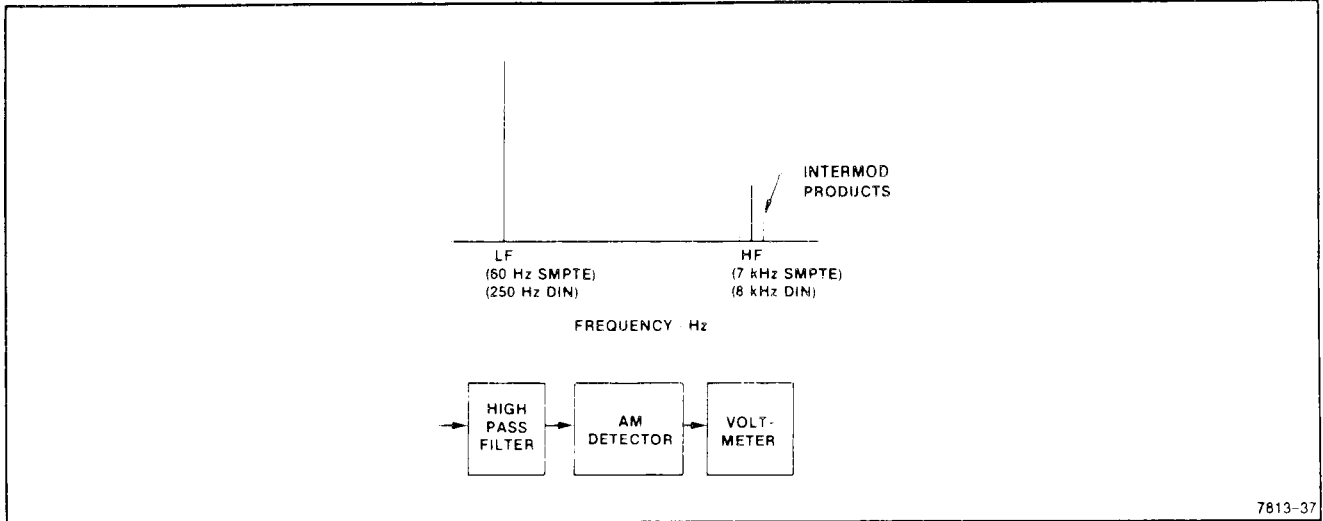 INTERMOD
PRODUCTS
LF
(60 Hz SMPTE)
(250 Hz DIN)
HF
(7 kHz SMPTE)
(8 kHz DIN)
FREQUENCY - Hz
HIGH
PASS
FILTER
AM
DETECTOR
VOLT-
METER
7813-37